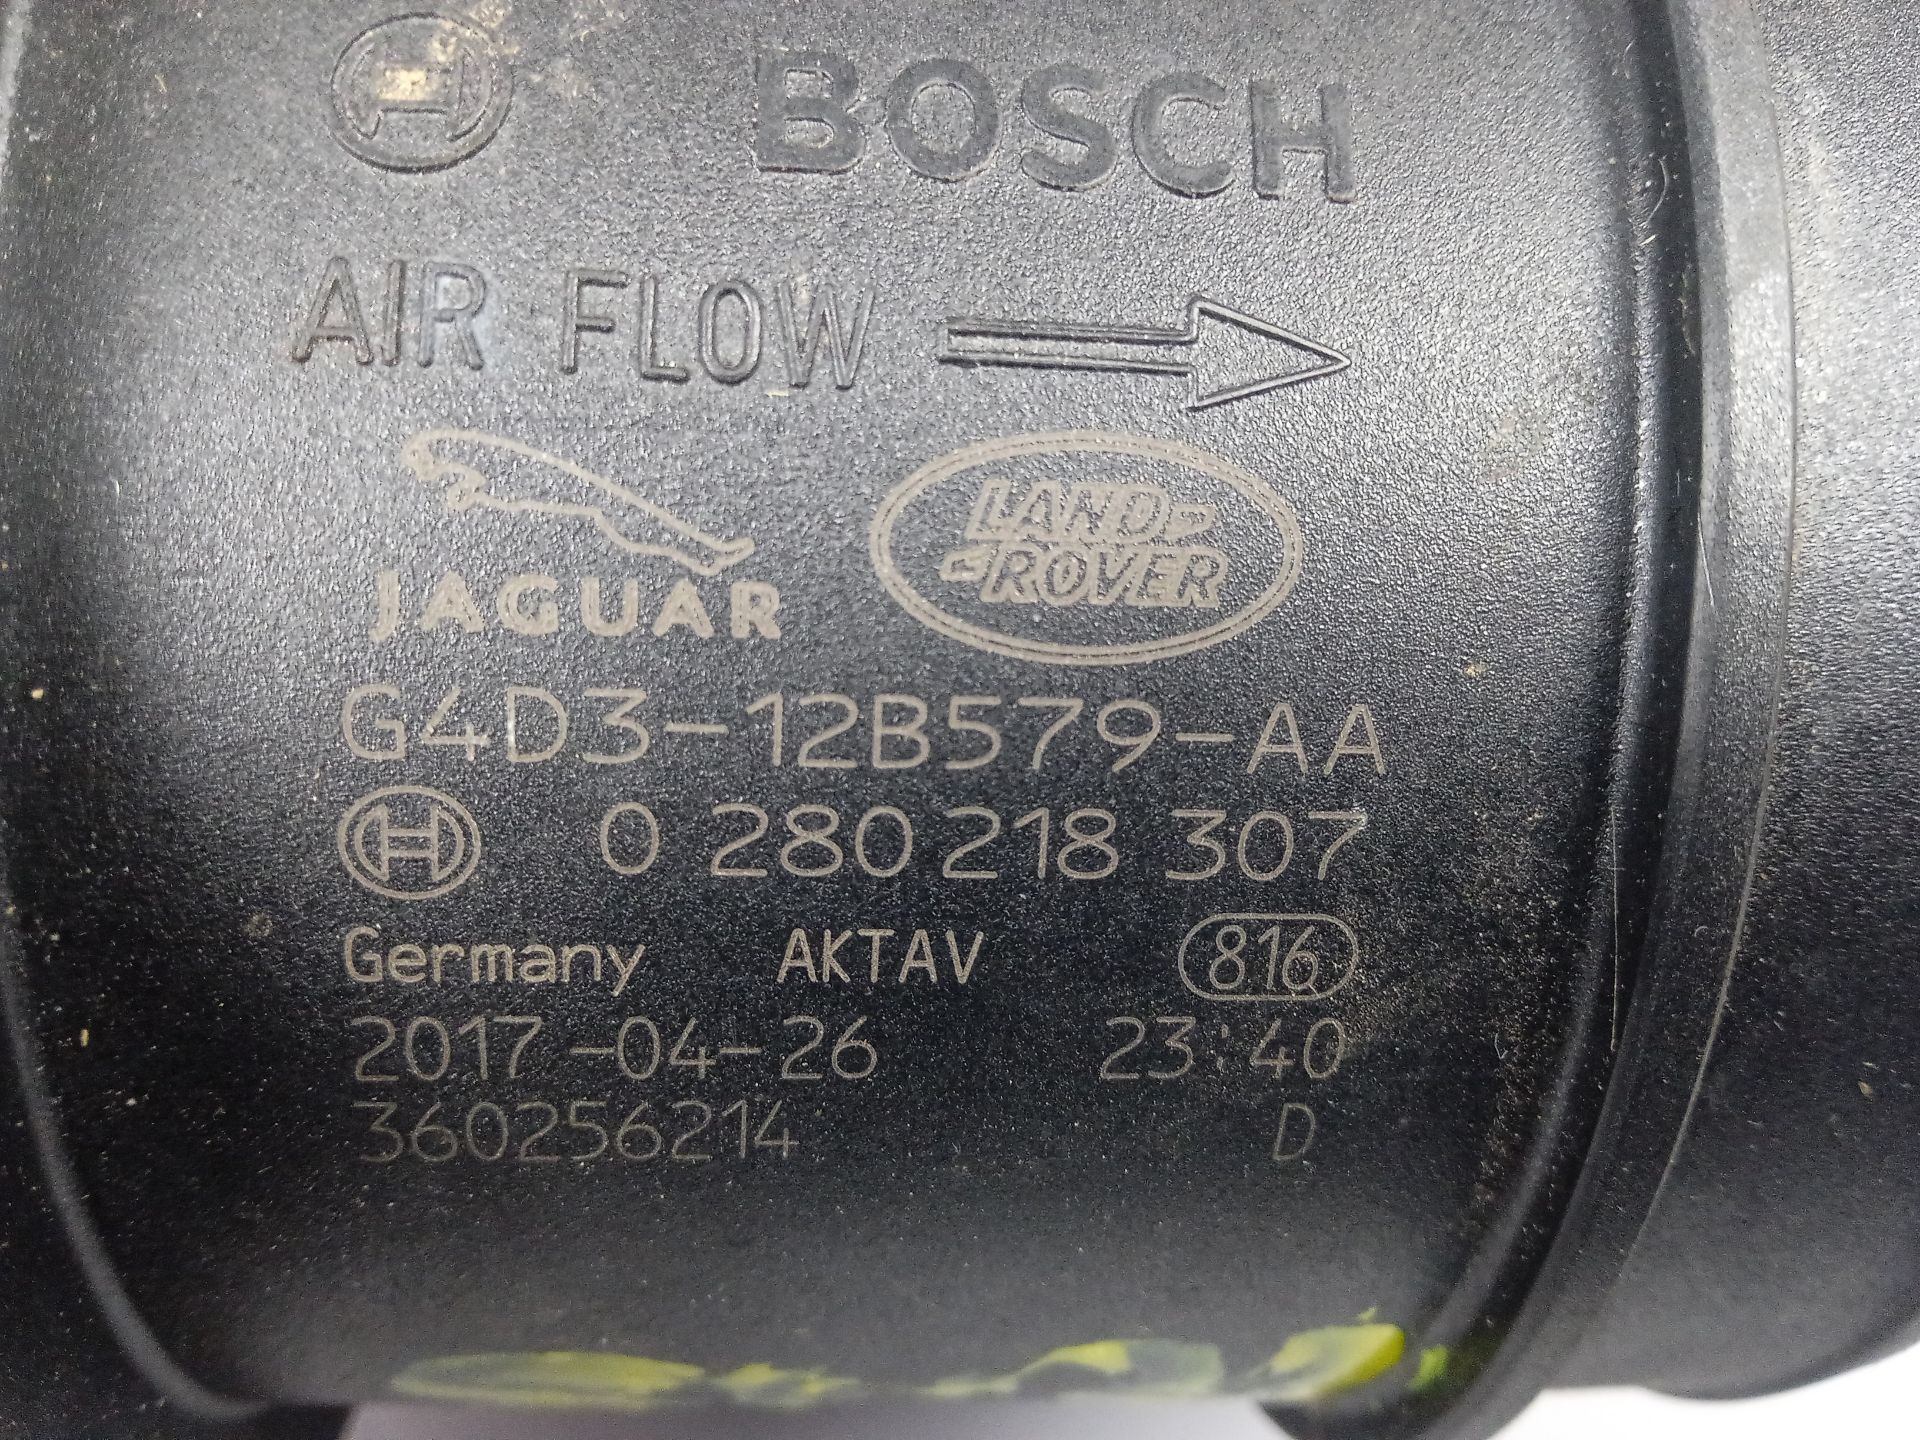 BOSCH
AIR FLOW
JAGUAR
LAND
ROVER
G4D3-12B579-AA
0 280 218 307
Germany AKTAV 816
2017-04-26 23:40
360256214 D